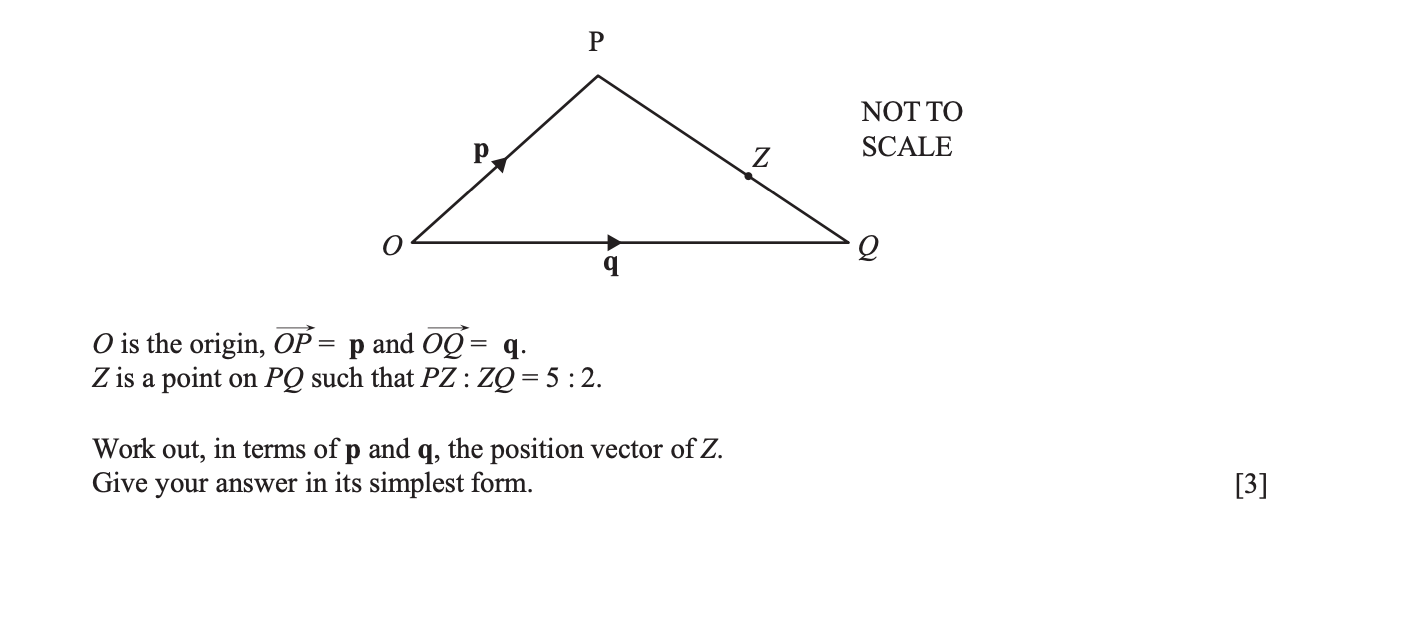 P
NOT TO
SCALE
p
Z
O
Q
q
O is the origin, OP = p and OQ = q.
Z is a point on PQ such that PZ : ZQ = 5 : 2.
Work out, in terms of p and q, the position vector of Z.
Give your answer in its simplest form. [3]